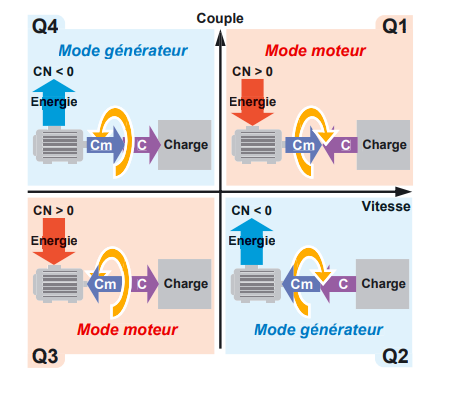 Couple
Q4
Mode générateur
CN < 0
Energie
Cm
C
Charge
Q1
Mode moteur
CN > 0
Energie
Cm
C
Charge
Vitesse
CN > 0
Energie
Cm
C
Charge
Mode moteur
Q3
CN < 0
Energie
Cm
C
Charge
Mode générateur
Q2